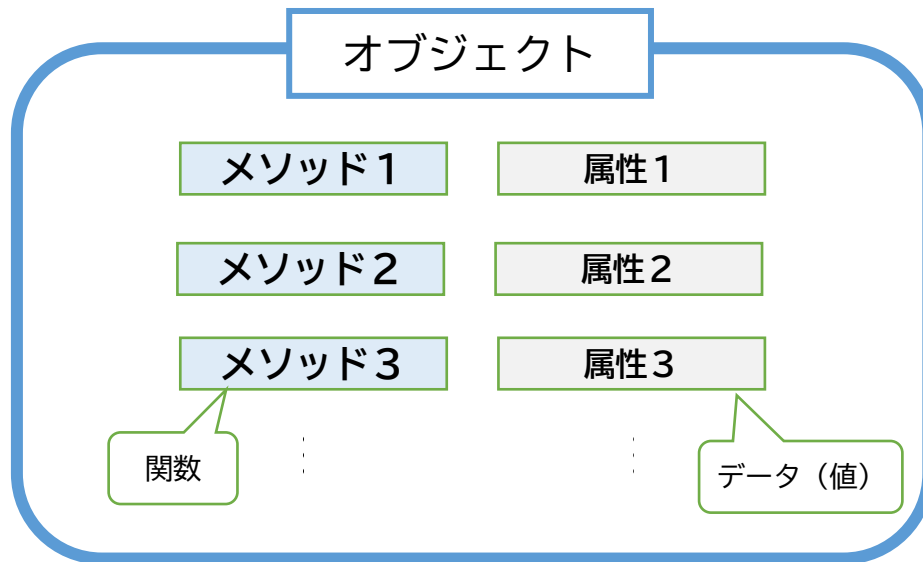 オブジェクト
メソッド１
属性１
メソッド２
属性２
メソッド３
属性３
関数
データ（値）